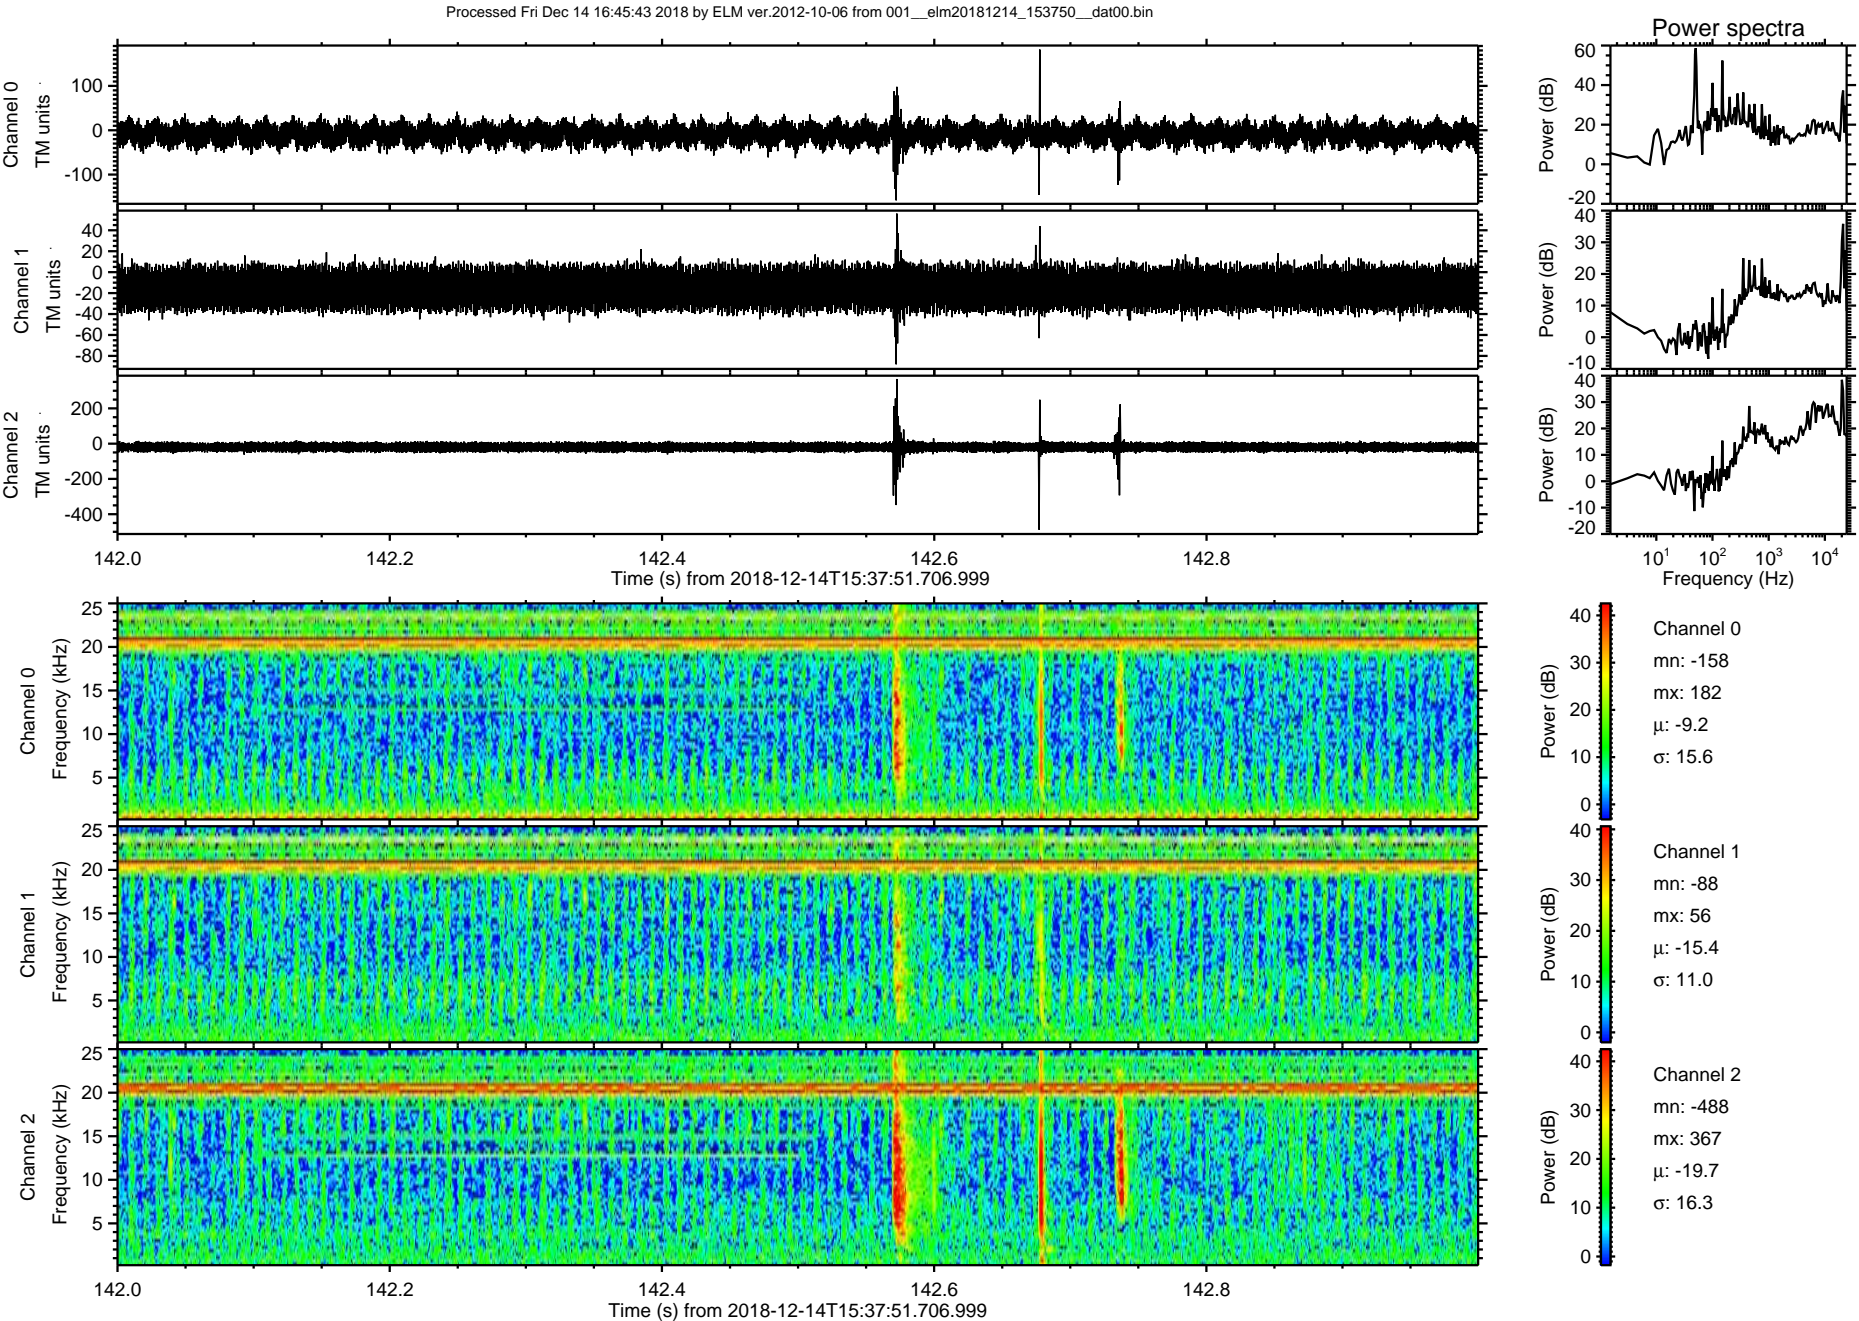 Processed Fri Dec 14 16:45:43 2018 by ELM ver.2012-10-06 from 001__elm20181214_153750__dat00.bin
Power spectra
Channel 0
TM units
100
0
-100
Power (dB)
60
40
20
0
-20
Channel 1
TM units
40
20
0
-20
-40
-60
-80
Power (dB)
40
30
20
10
0
-10
Channel 2
TM units
200
0
-200
-400
Power (dB)
40
30
20
10
0
-10
-20
142.0 142.2 142.4 142.6 142.8
Time (s) from 2018-12-14T15:37:51.706.999
10^1 10^2 10^3 10^4
Frequency (Hz)
Channel 0
Frequency (kHz)
25
20
15
10
5
Power (dB)
40
30
20
10
0
Channel 0
mn: -158
mx: 182
μ: -9.2
σ: 15.6
Channel 1
Frequency (kHz)
25
20
15
10
5
Power (dB)
40
30
20
10
0
Channel 1
mn: -88
mx: 56
μ: -15.4
σ: 11.0
Channel 2
Frequency (kHz)
25
20
15
10
5
Power (dB)
40
30
20
10
0
Channel 2
mn: -488
mx: 367
μ: -19.7
σ: 16.3
142.0 142.2 142.4 142.6 142.8
Time (s) from 2018-12-14T15:37:51.706.999